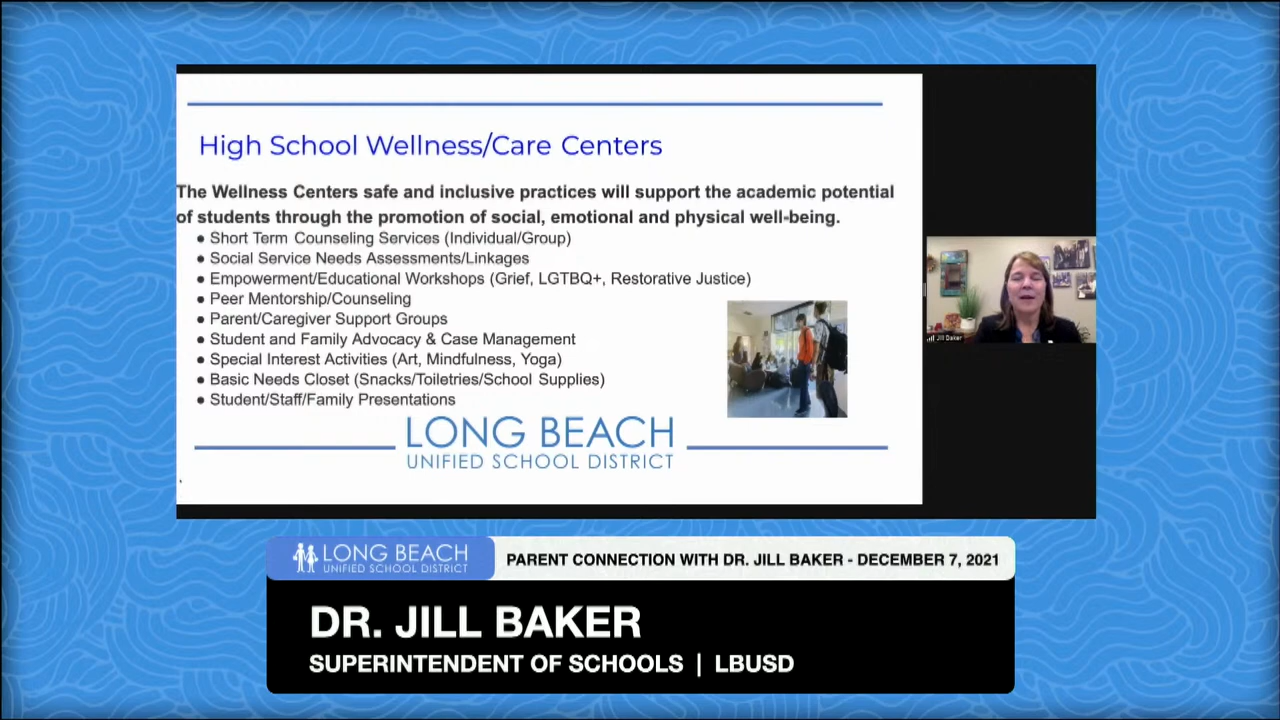 High School Wellness/Care Centers
The Wellness Centers safe and inclusive practices will support the academic potential
of students through the promotion of social, emotional and physical well-being.
● Short Term Counseling Services (Individual/Group)
● Social Service Needs Assessments/Linkages
● Empowerment/Educational Workshops (Grief, LGTBQ+, Restorative Justice)
● Peer Mentorship/Counseling
● Parent/Caregiver Support Groups
● Student and Family Advocacy & Case Management
● Special Interest Activities (Art, Mindfulness, Yoga)
● Basic Needs Closet (Snacks/Toiletries/School Supplies)
● Student/Staff/Family Presentations
LONG BEACH
UNIFIED SCHOOL DISTRICT
Jill Baker
LONG BEACH
UNIFIED SCHOOL DISTRICT
PARENT CONNECTION WITH DR. JILL BAKER - DECEMBER 7, 2021
DR. JILL BAKER
SUPERINTENDENT OF SCHOOLS | LBUSD